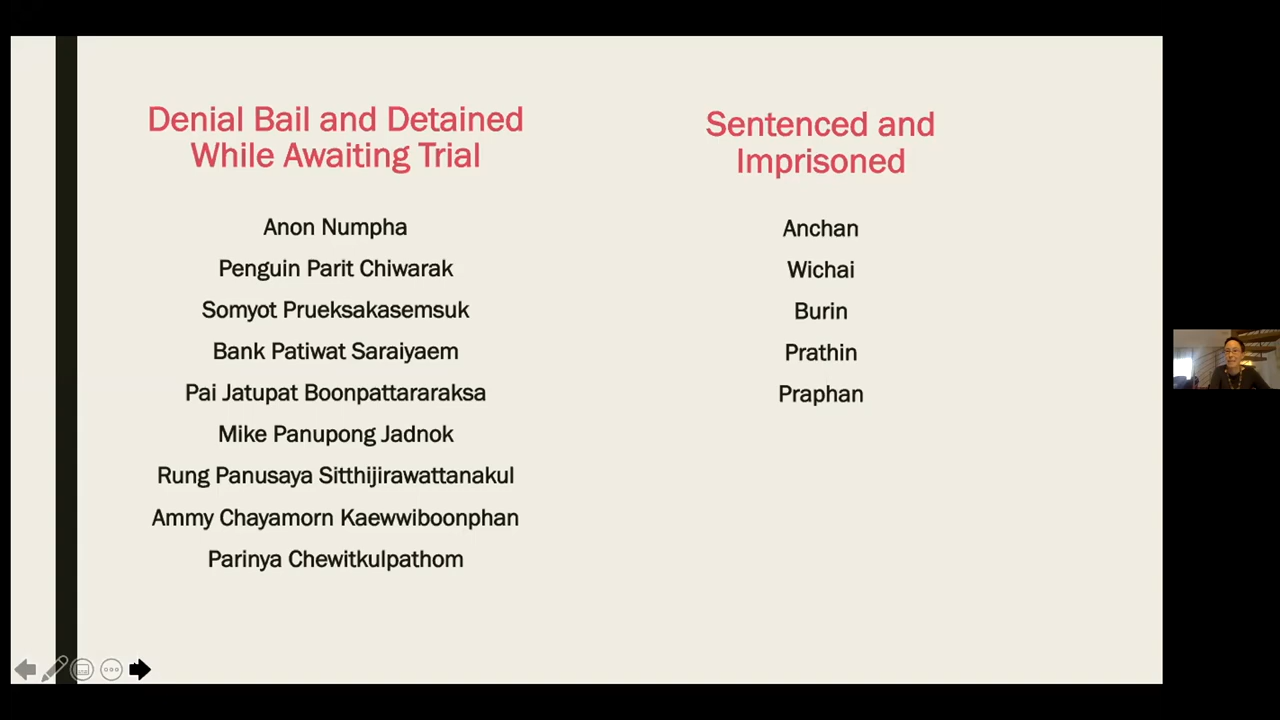 Denial Bail and Detained
While Awaiting Trial
Anon Numpha
Penguin Parit Chiwarak
Somyot Prueksakasemsuk
Bank Patiwat Saraiyaem
Pai Jatupat Boonpattararaksa
Mike Panupong Jadnok
Rung Panusaya Sitthijirawattanakul
Ammy Chayamorn Kaewwiboonphan
Parinya Chewitkulpathom
Sentenced and
Imprisoned
Anchan
Wichai
Burin
Prathin
Praphan